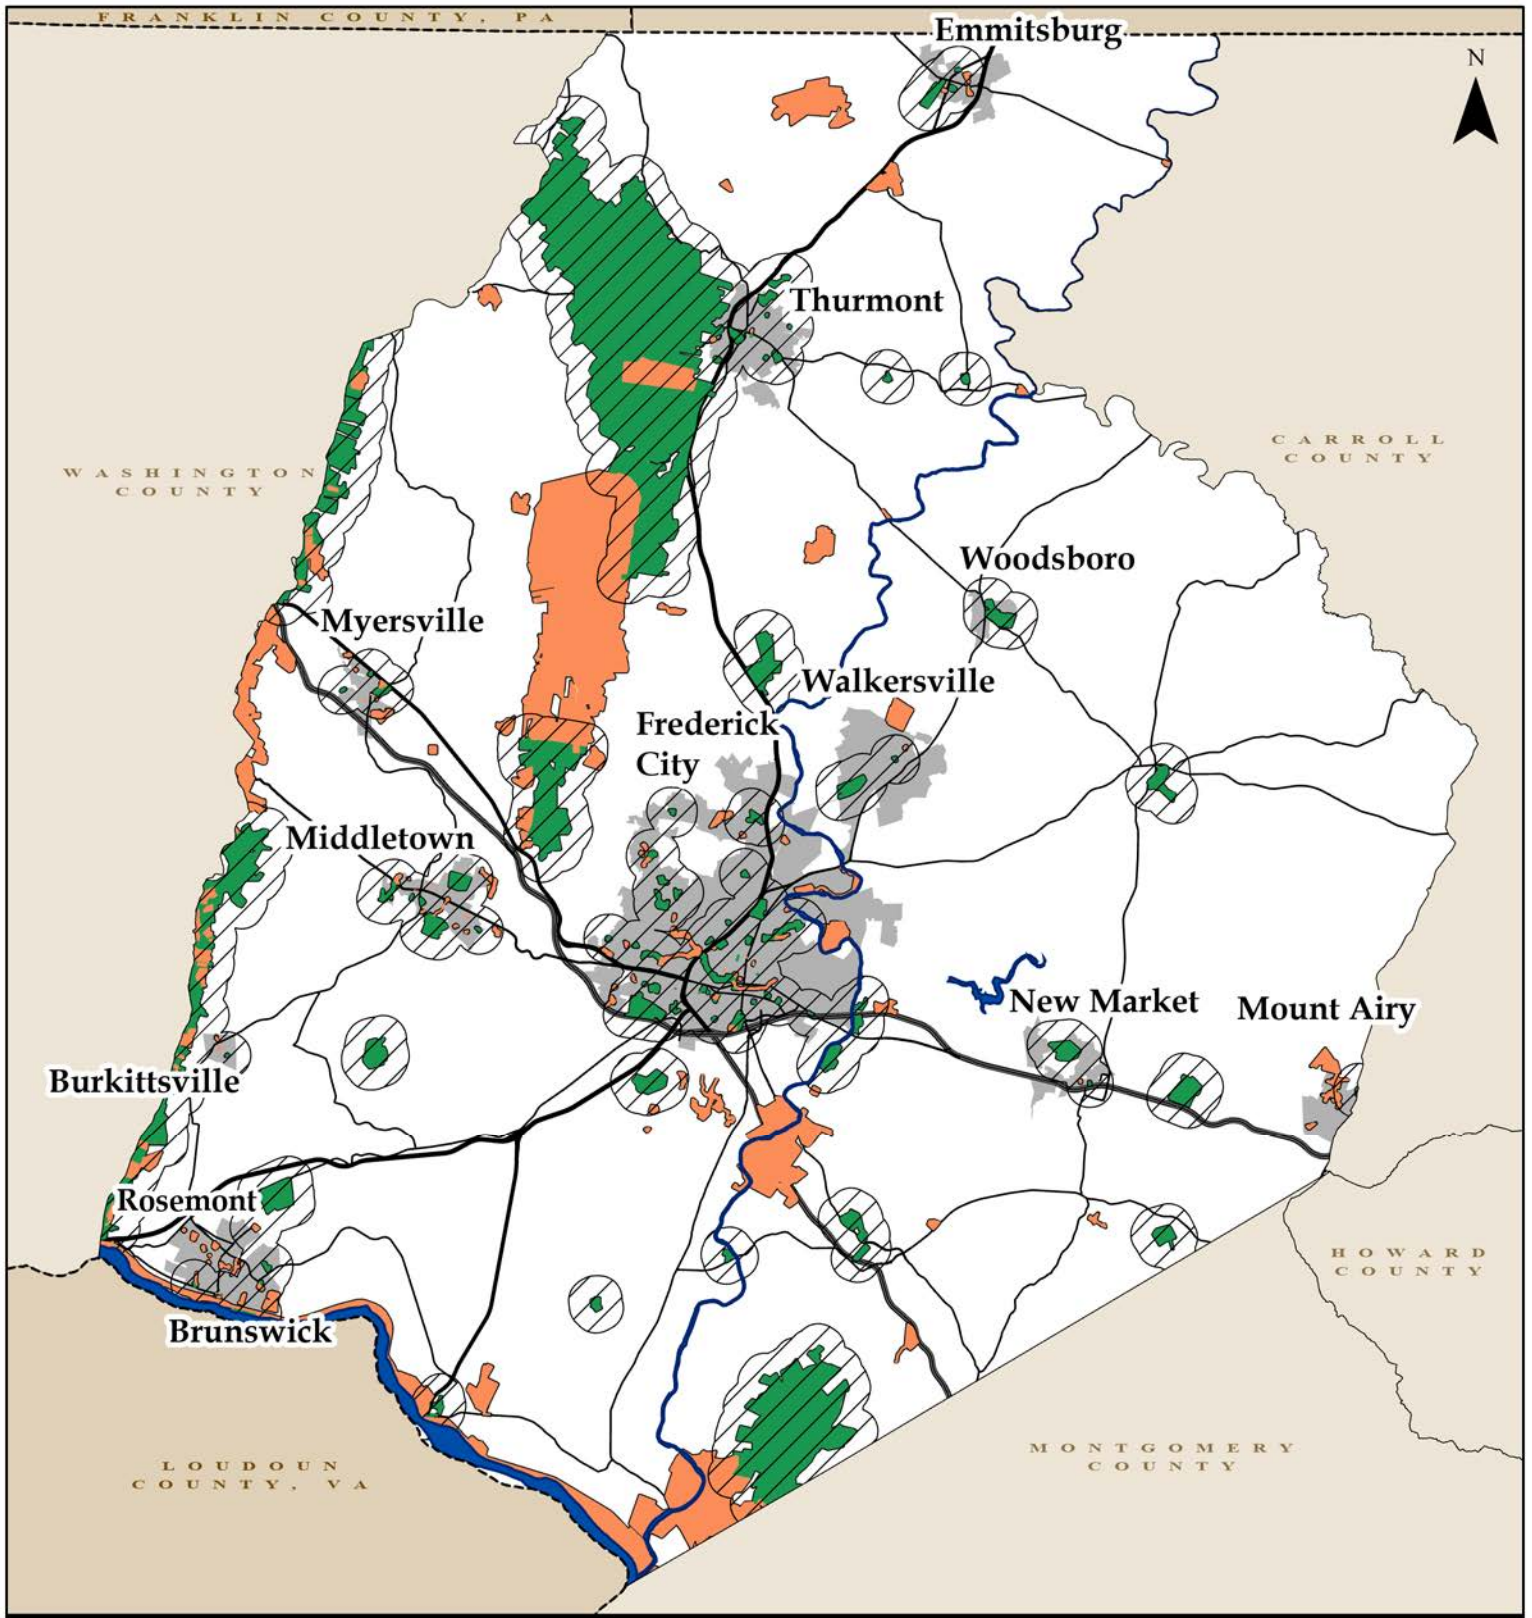 FRANKLIN COUNTY, PA
Emmitsburg
N
Thurmont
CARROLL
COUNTY
WASHINGTON
COUNTY
Woodsboro
Myersville
Walkersville
Frederick
City
Middletown
New Market
Mount Airy
Burkittsville
Rosemont
HOWARD
COUNTY
Brunswick
MONTGOMERY
COUNTY
LOUDOUN
COUNTY, VA